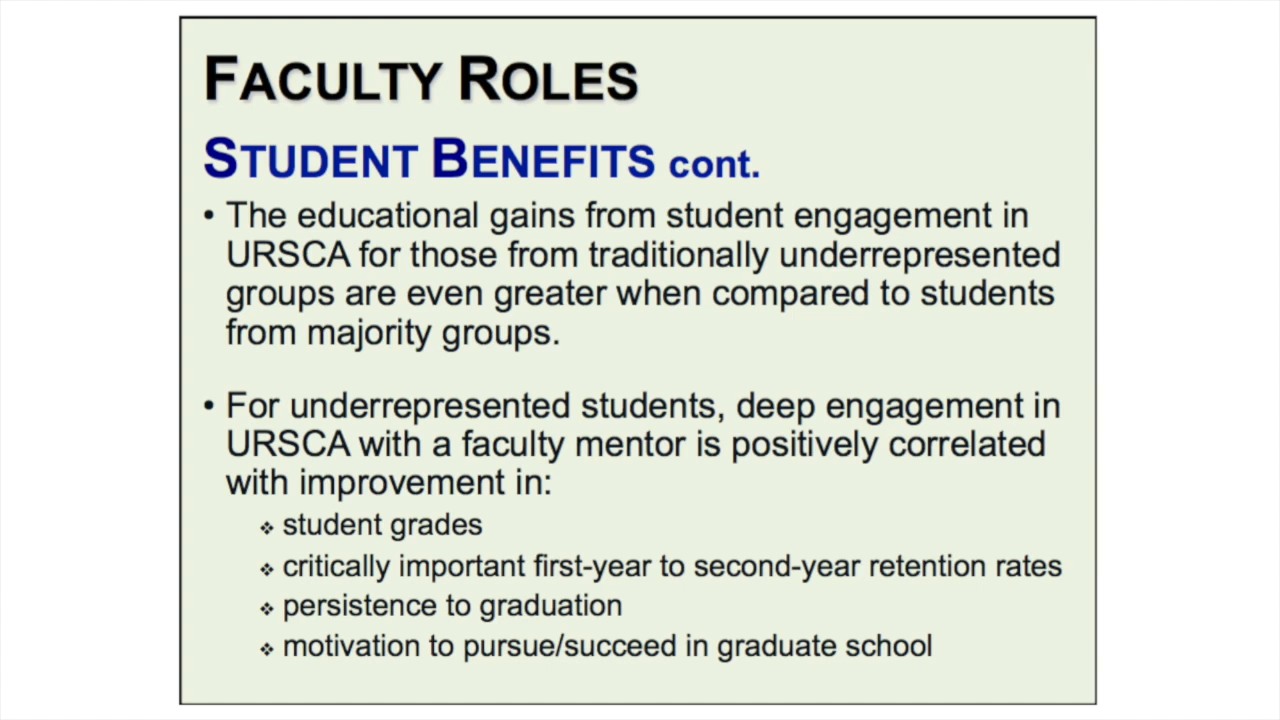 FACULTY ROLES
STUDENT BENEFITS cont.
• The educational gains from student engagement in
URSCA for those from traditionally underrepresented
groups are even greater when compared to students
from majority groups.
• For underrepresented students, deep engagement in
URSCA with a faculty mentor is positively correlated
with improvement in:
❖ student grades
❖ critically important first-year to second-year retention rates
❖ persistence to graduation
❖ motivation to pursue/succeed in graduate school